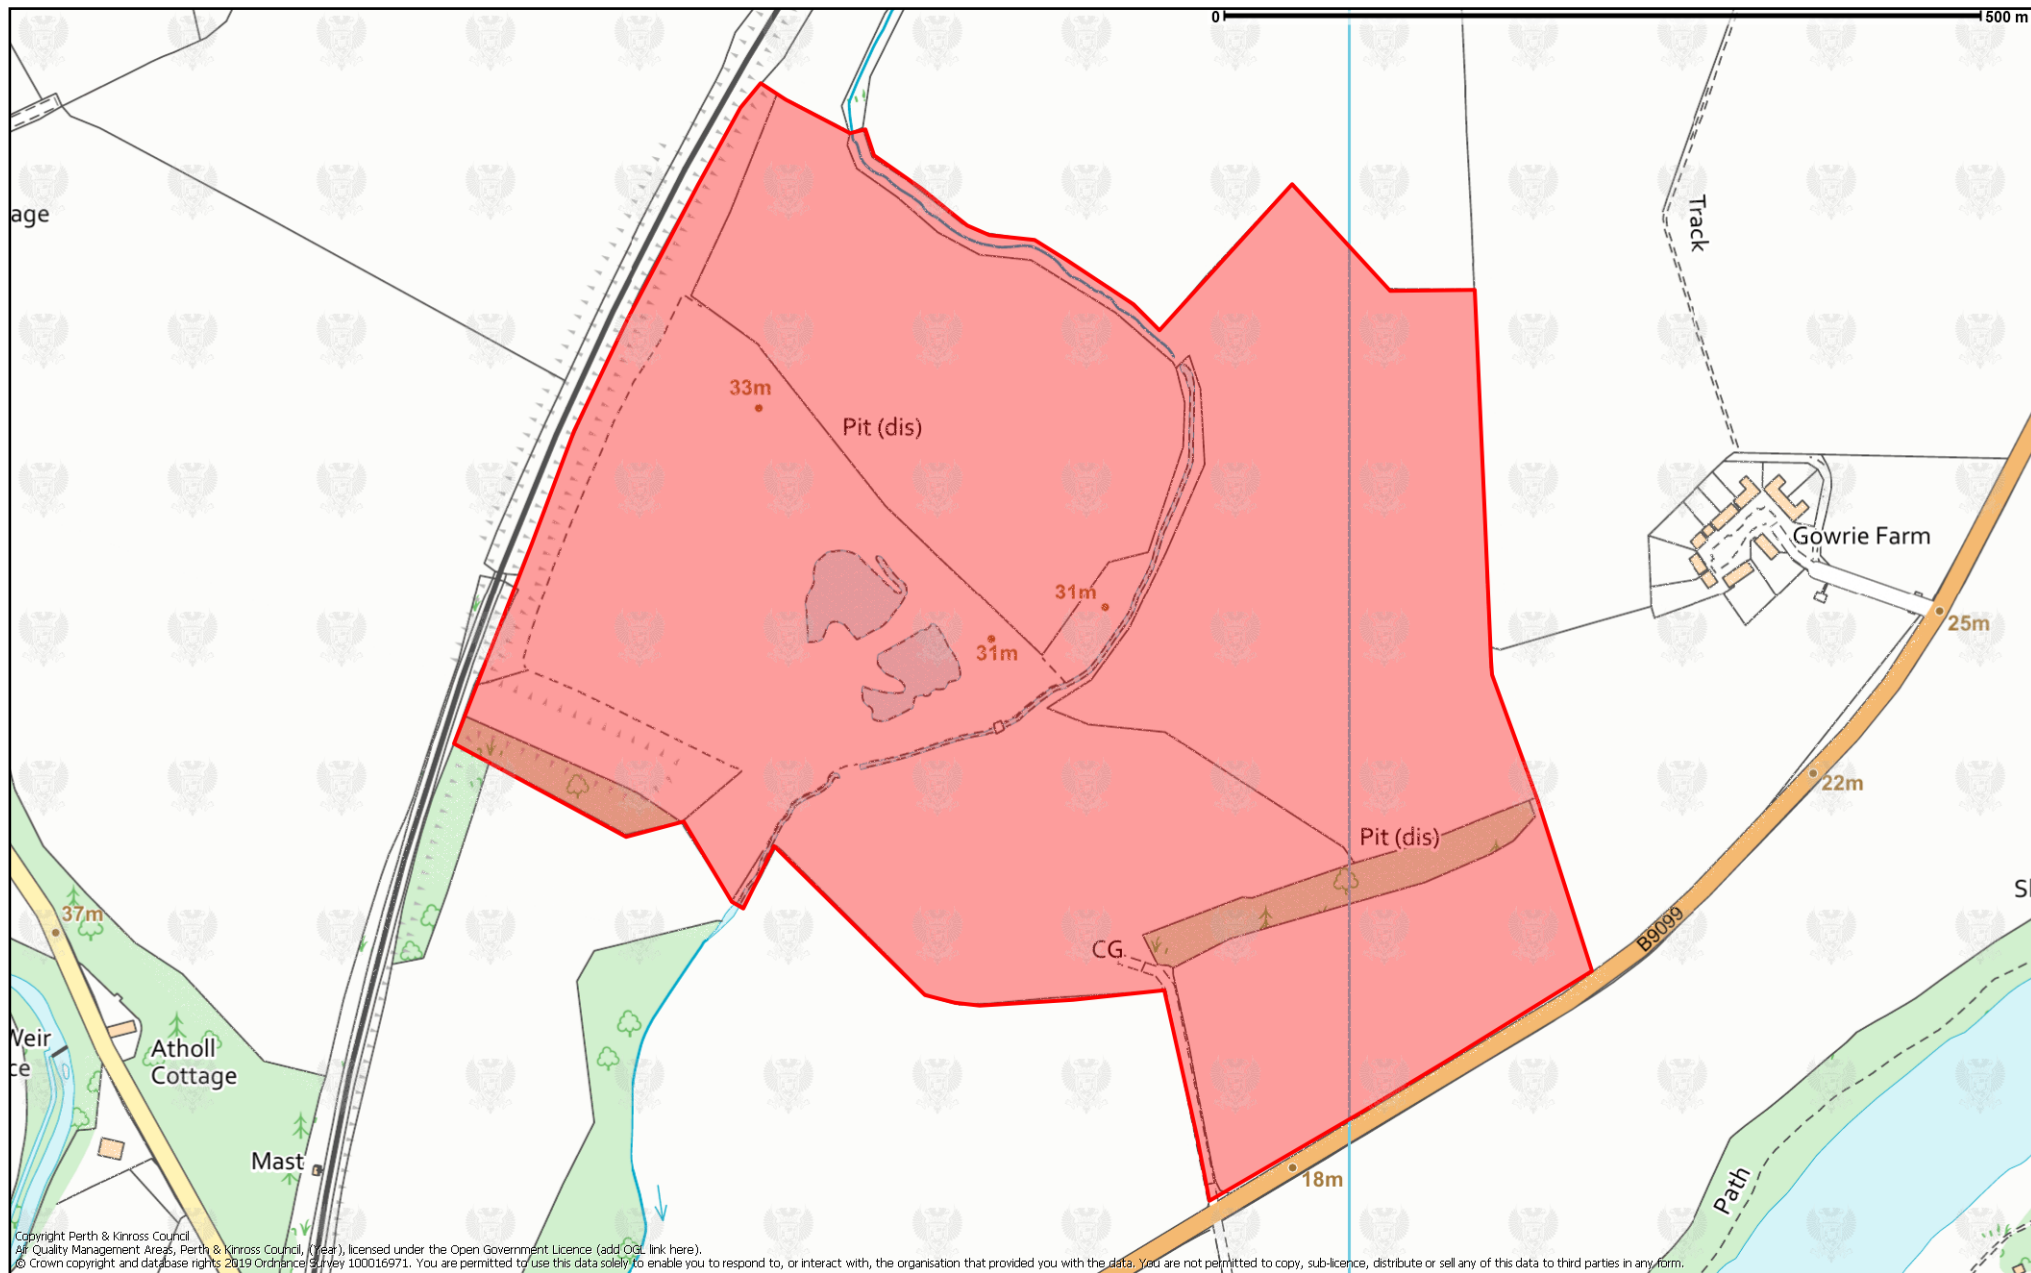 0
500 m
age
Track
33m
Pit (dis)
Gowrie Farm
31m
25m
31m
22m
Pit (dis)
37m
B9099
CG
Weir
Atholl
Cottage
Mast
18m
Path
Copyright Perth & Kinross Council
Air Quality Management Areas, Perth & Kinross Council, (Year), licensed under the Open Government Licence (add OGL link here).
© Crown copyright and database rights 2019 Ordnance Survey 100016971. You are permitted to use this data solely to enable you to respond to, or interact with, the organisation that provided you with the data. You are not permitted to copy, sub-licence, distribute or sell any of this data to third parties in any form.